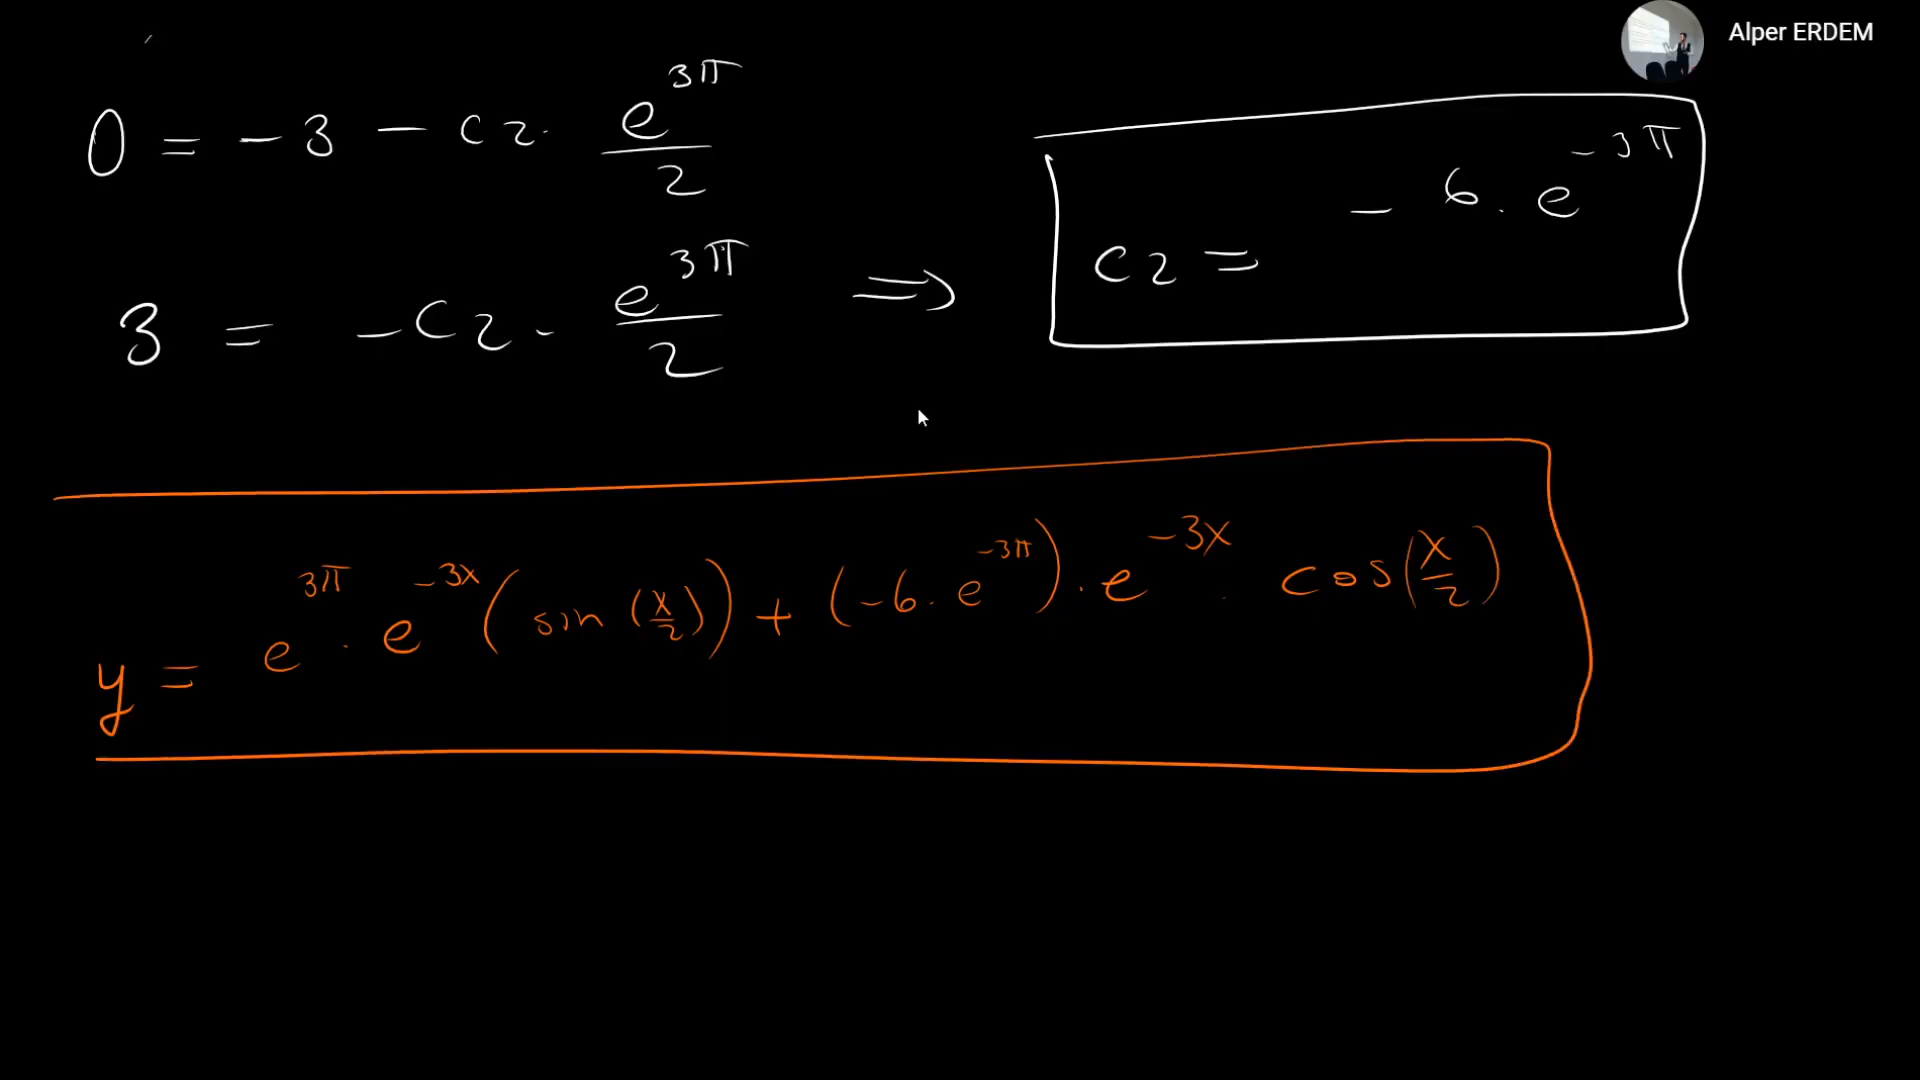 Alper ERDEM
0 = - 3 - c2 · e^{3π}/2
3 = - c2 · e^{3π}/2 ⇒ c2 = - 6 . e^{-3π}
y = e^{3π} . e^{-3x} (sin (x/2)) + (-6 . e^{-3π}) . e^{-3x} . cos(x/2)